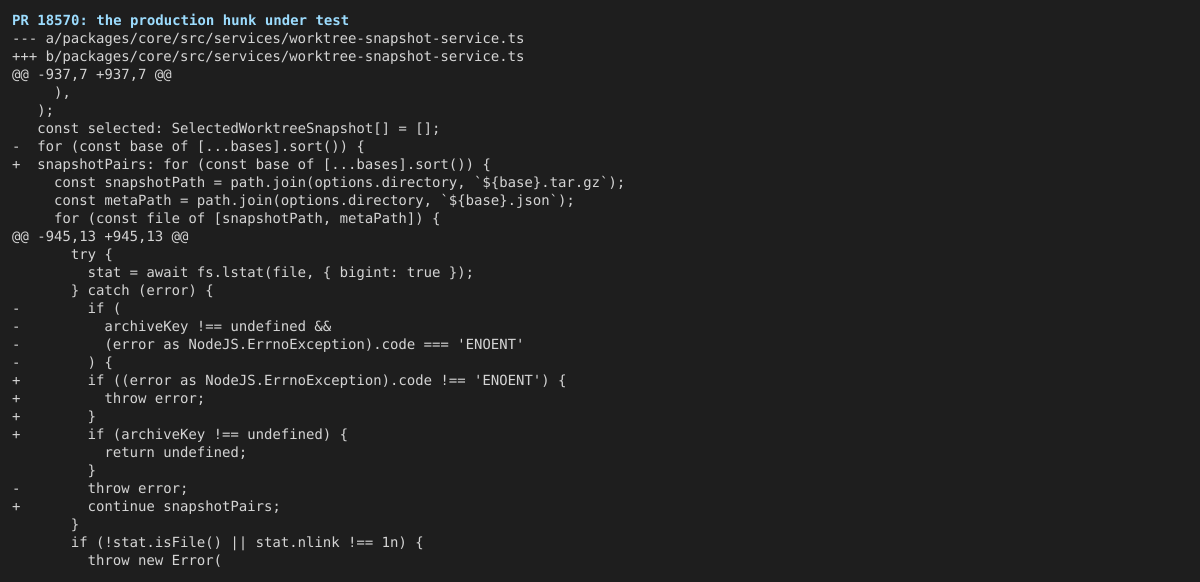 PR 18570: the production hunk under test
--- a/packages/core/src/services/worktree-snapshot-service.ts
+++ b/packages/core/src/services/worktree-snapshot-service.ts
@@ -937,7 +937,7 @@
     ),
   );
   const selected: SelectedWorktreeSnapshot[] = [];
-  for (const base of [...bases].sort()) {
+  snapshotPairs: for (const base of [...bases].sort()) {
     const snapshotPath = path.join(options.directory, `${base}.tar.gz`);
     const metaPath = path.join(options.directory, `${base}.json`);
     for (const file of [snapshotPath, metaPath]) {
@@ -945,13 +945,13 @@
       try {
         stat = await fs.lstat(file, { bigint: true });
       } catch (error) {
-        if (
-          archiveKey !== undefined &&
-          (error as NodeJS.ErrnoException).code === 'ENOENT'
-        ) {
+        if ((error as NodeJS.ErrnoException).code !== 'ENOENT') {
+          throw error;
+        }
+        if (archiveKey !== undefined) {
           return undefined;
         }
-        throw error;
+        continue snapshotPairs;
       }
       if (!stat.isFile() || stat.nlink !== 1n) {
         throw new Error(